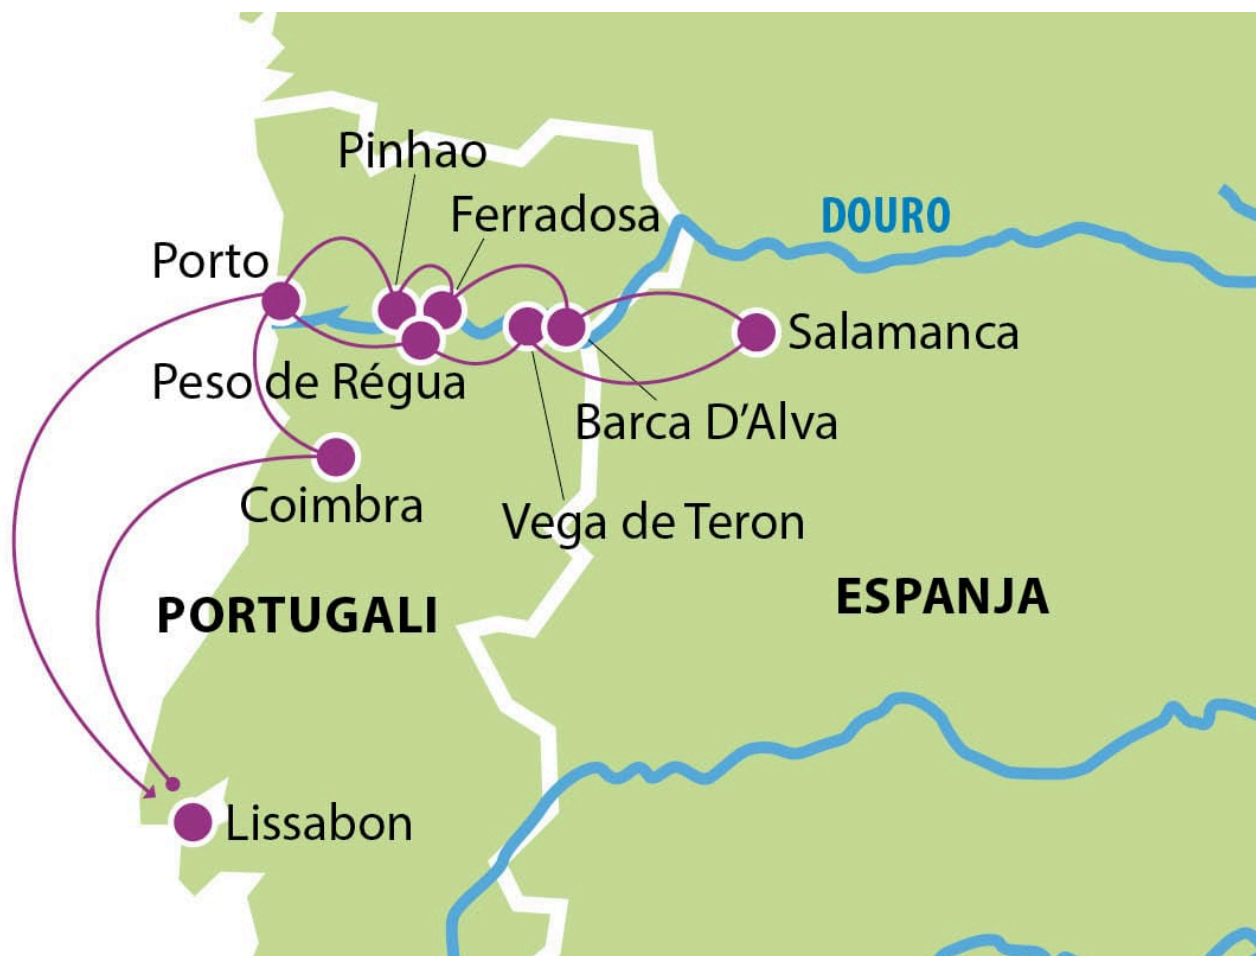 Pinhao
Ferradosa
DOURO
Porto
Salamanca
Peso de Régua
Barca D’Alva
Coimbra
Vega de Teron
ESPANJA
PORTUGALI
Lissabon